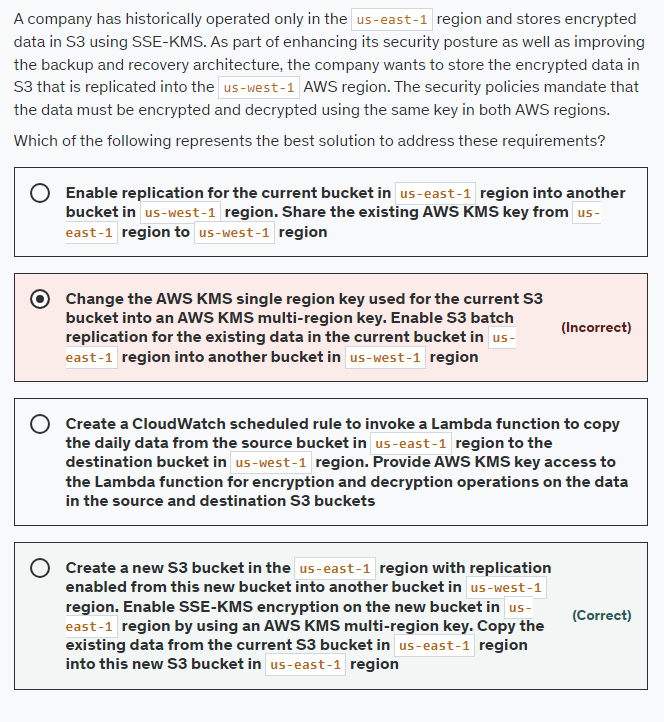 A company has historically operated only in the us-east-1 region and stores encrypted
data in S3 using SSE-KMS. As part of enhancing its security posture as well as improving
the backup and recovery architecture, the company wants to store the encrypted data in
S3 that is replicated into the us-west-1 AWS region. The security policies mandate that
the data must be encrypted and decrypted using the same key in both AWS regions.
Which of the following represents the best solution to address these requirements?
Enable replication for the current bucket in us-east-1 region into another
bucket in us-west-1 region. Share the existing AWS KMS key from us-
east-1 region to us-west-1 region
Change the AWS KMS single region key used for the current S3
bucket into an AWS KMS multi-region key. Enable S3 batch
replication for the existing data in the current bucket in us-
east-1 region into another bucket in us-west-1 region
(Incorrect)
Create a CloudWatch scheduled rule to invoke a Lambda function to copy
the daily data from the source bucket in us-east-1 region to the
destination bucket in us-west-1 region. Provide AWS KMS key access to
the Lambda function for encryption and decryption operations on the data
in the source and destination S3 buckets
Create a new S3 bucket in the us-east-1 region with replication
enabled from this new bucket into another bucket in us-west-1
region. Enable SSE-KMS encryption on the new bucket in us-
east-1 region by using an AWS KMS multi-region key. Copy the
existing data from the current S3 bucket in us-east-1 region
into this new S3 bucket in us-east-1 region
(Correct)